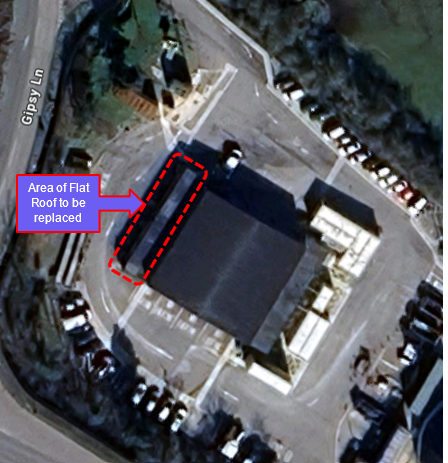 Gipsy Ln
Area of Flat
Roof to be
replaced